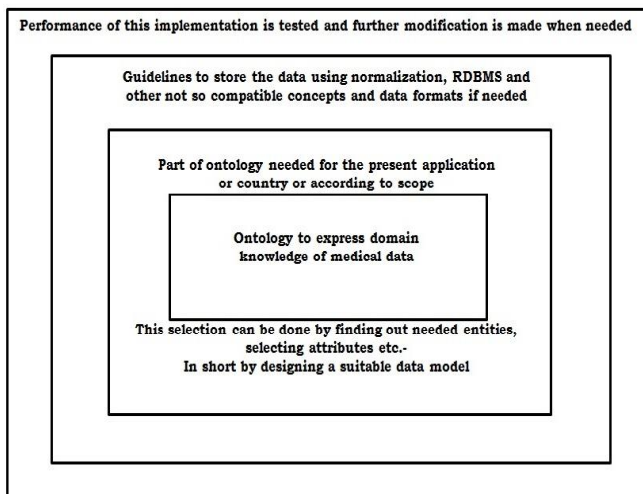 Performance of this implementation is tested and further modification is made when needed
Guidelines to store the data using normalization, RDBMS and
other not so compatible concepts and data formats if needed
Part of ontology needed for the present application
or country or according to scope
Ontology to express domain
knowledge of medical data
This selection can be done by finding out needed entities,
selecting attributes etc.-
In short by designing a suitable data model